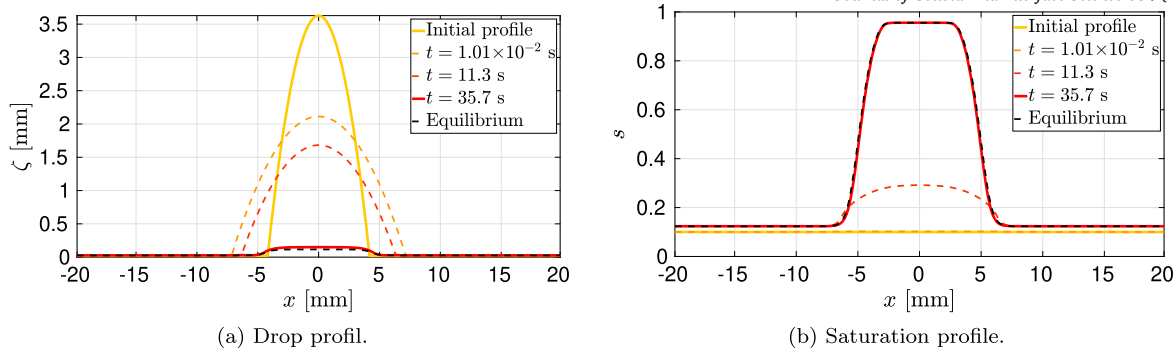 3.5
3
2.5
2
1.5
1
0.5
0
ζ [mm]
-20 -15 -10 -5 0 5 10 15 20
x [mm]
Initial profile
t = 1.01×10⁻² s
t = 11.3 s
t = 35.7 s
Equilibrium
(a) Drop profil.
1
0.8
0.6
0.4
0.2
0
s
-20 -15 -10 -5 0 5 10 15 20
x [mm]
Initial profile
t = 1.01×10⁻² s
t = 11.3 s
t = 35.7 s
Equilibrium
(b) Saturation profile.